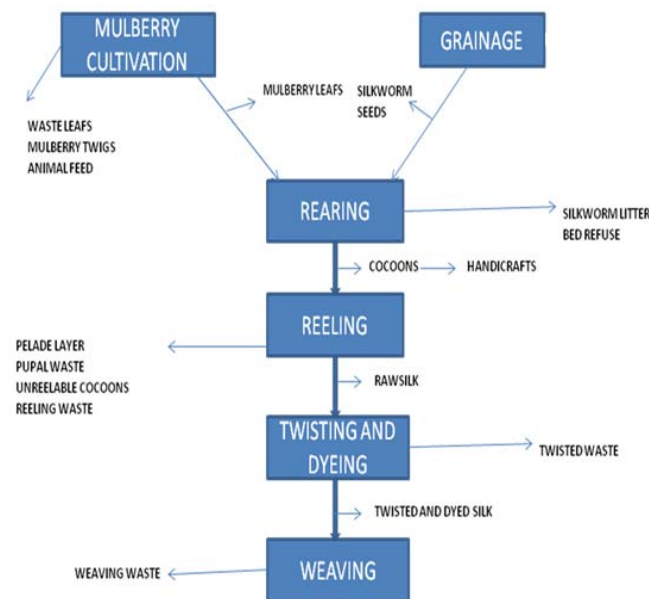 MULBERRY
CULTIVATION
GRAINAGE
MULBERRY LEAFS
SILKWORM
SEEDS
WASTE LEAFS
MULBERRY TWIGS
ANIMAL FEED
REARING
SILKWORM LITTER
BED REFUSE
COCOONS
HANDICRAFTS
REELING
PELADE LAYER
PUPAL WASTE
UNREELABLE COCOONS
REELING WASTE
RAWSILK
TWISTING AND
DYEING
TWISTED WASTE
TWISTED AND DYED SILK
WEAVING
WEAVING WASTE